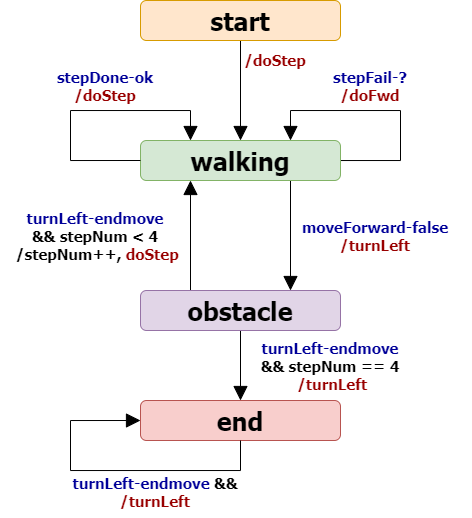 start
/doStep
stepDone-ok
/doStep
stepFail-?
/doFwd
walking
turnLeft-endmove
&& stepNum < 4
/stepNum++, doStep
moveForward-false
/turnLeft
obstacle
turnLeft-endmove
&& stepNum == 4
/turnLeft
end
turnLeft-endmove &&
/turnLeft